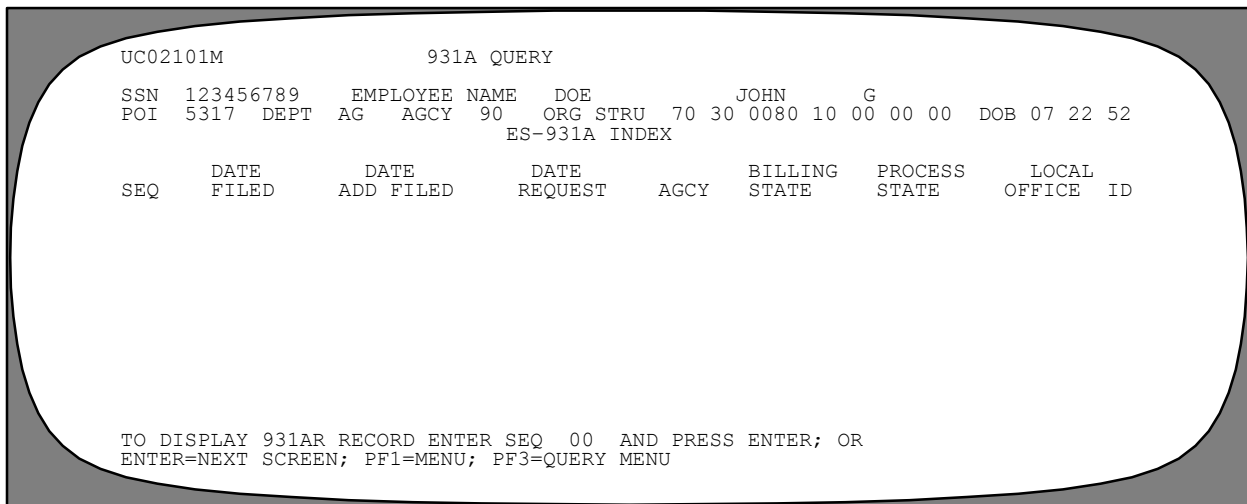 UC02101M 931A QUERY
SSN 123456789 EMPLOYEE NAME DOE JOHN G
POI 5317 DEPT AG AGCY 90 ORG STRU 70 30 0080 10 00 00 00 DOB 07 22 52
ES-931A INDEX
DATE DATE DATE BILLING PROCESS LOCAL
SEQ FILED ADD FILED REQUEST AGCY STATE STATE OFFICE ID
TO DISPLAY 931AR RECORD ENTER SEQ 00 AND PRESS ENTER; OR
ENTER=NEXT SCREEN; PF1=MENU; PF3=QUERY MENU